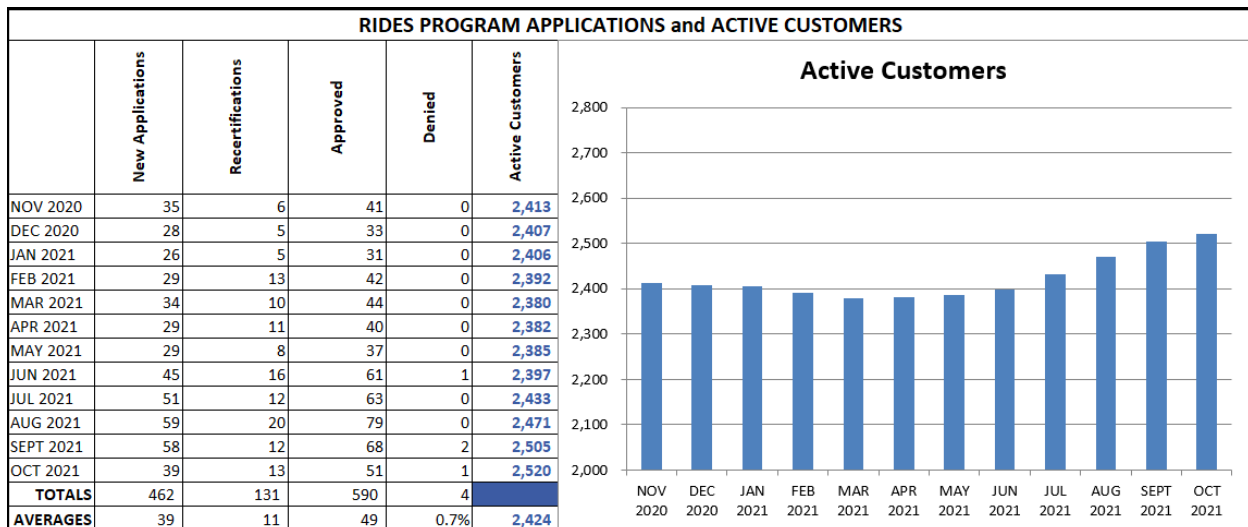 RIDES PROGRAM APPLICATIONS and ACTIVE CUSTOMERS
New Applications Recertifications Approved Denied Active Customers
NOV 2020 35 6 41 0 2,413
DEC 2020 28 5 33 0 2,407
JAN 2021 26 5 31 0 2,406
FEB 2021 29 13 42 0 2,392
MAR 2021 34 10 44 0 2,380
APR 2021 29 11 40 0 2,382
MAY 2021 29 8 37 0 2,385
JUN 2021 45 16 61 1 2,397
JUL 2021 51 12 63 0 2,433
AUG 2021 59 20 79 0 2,471
SEPT 2021 58 12 68 2 2,505
OCT 2021 39 13 51 1 2,520
TOTALS 462 131 590 4
AVERAGES 39 11 49 0.7% 2,424
Active Customers
2,800
2,700
2,600
2,500
2,400
2,300
2,200
2,100
2,000
NOV DEC JAN FEB MAR APR MAY JUN JUL AUG SEPT OCT
2020 2020 2021 2021 2021 2021 2021 2021 2021 2021 2021 2021